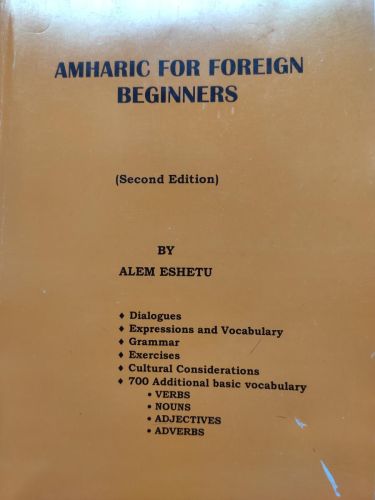 AMHARIC FOR FOREIGN
BEGINNERS
(Second Edition)
BY
ALEM ESHETU
♦ Dialogues
♦ Expressions and Vocabulary
♦ Grammar
♦ Exercises
♦ Cultural Considerations
♦ 700 Additional basic vocabulary
• VERBS
• NOUNS
• ADJECTIVES
• ADVERBS